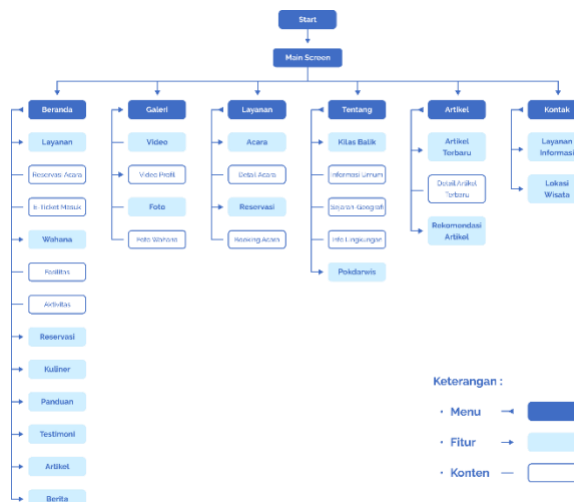 Start
Main Screen
Beranda
Layanan
Reservasi Acara
E-Ticket Masuk
Wahana
Fasilitas
Aktivitas
Reservasi
Kuliner
Panduan
Testimoni
Artikel
Berita
Galeri
Video
Video Profil
Foto
Foto Wahana
Layanan
Acara
Detail Acara
Reservasi
Booking Acara
Tentang
Kilas Balik
Informasi Umum
Geografi
Info Lingkungan
Pokdarwis
Artikel
Artikel
Terbaru
Detail Artikel
Terbaru
Rekomendasi
Artikel
Kontak
Layanan
Informasi
Lokasi
Wisata
Keterangan :
· Menu
· Fitur
· Konten